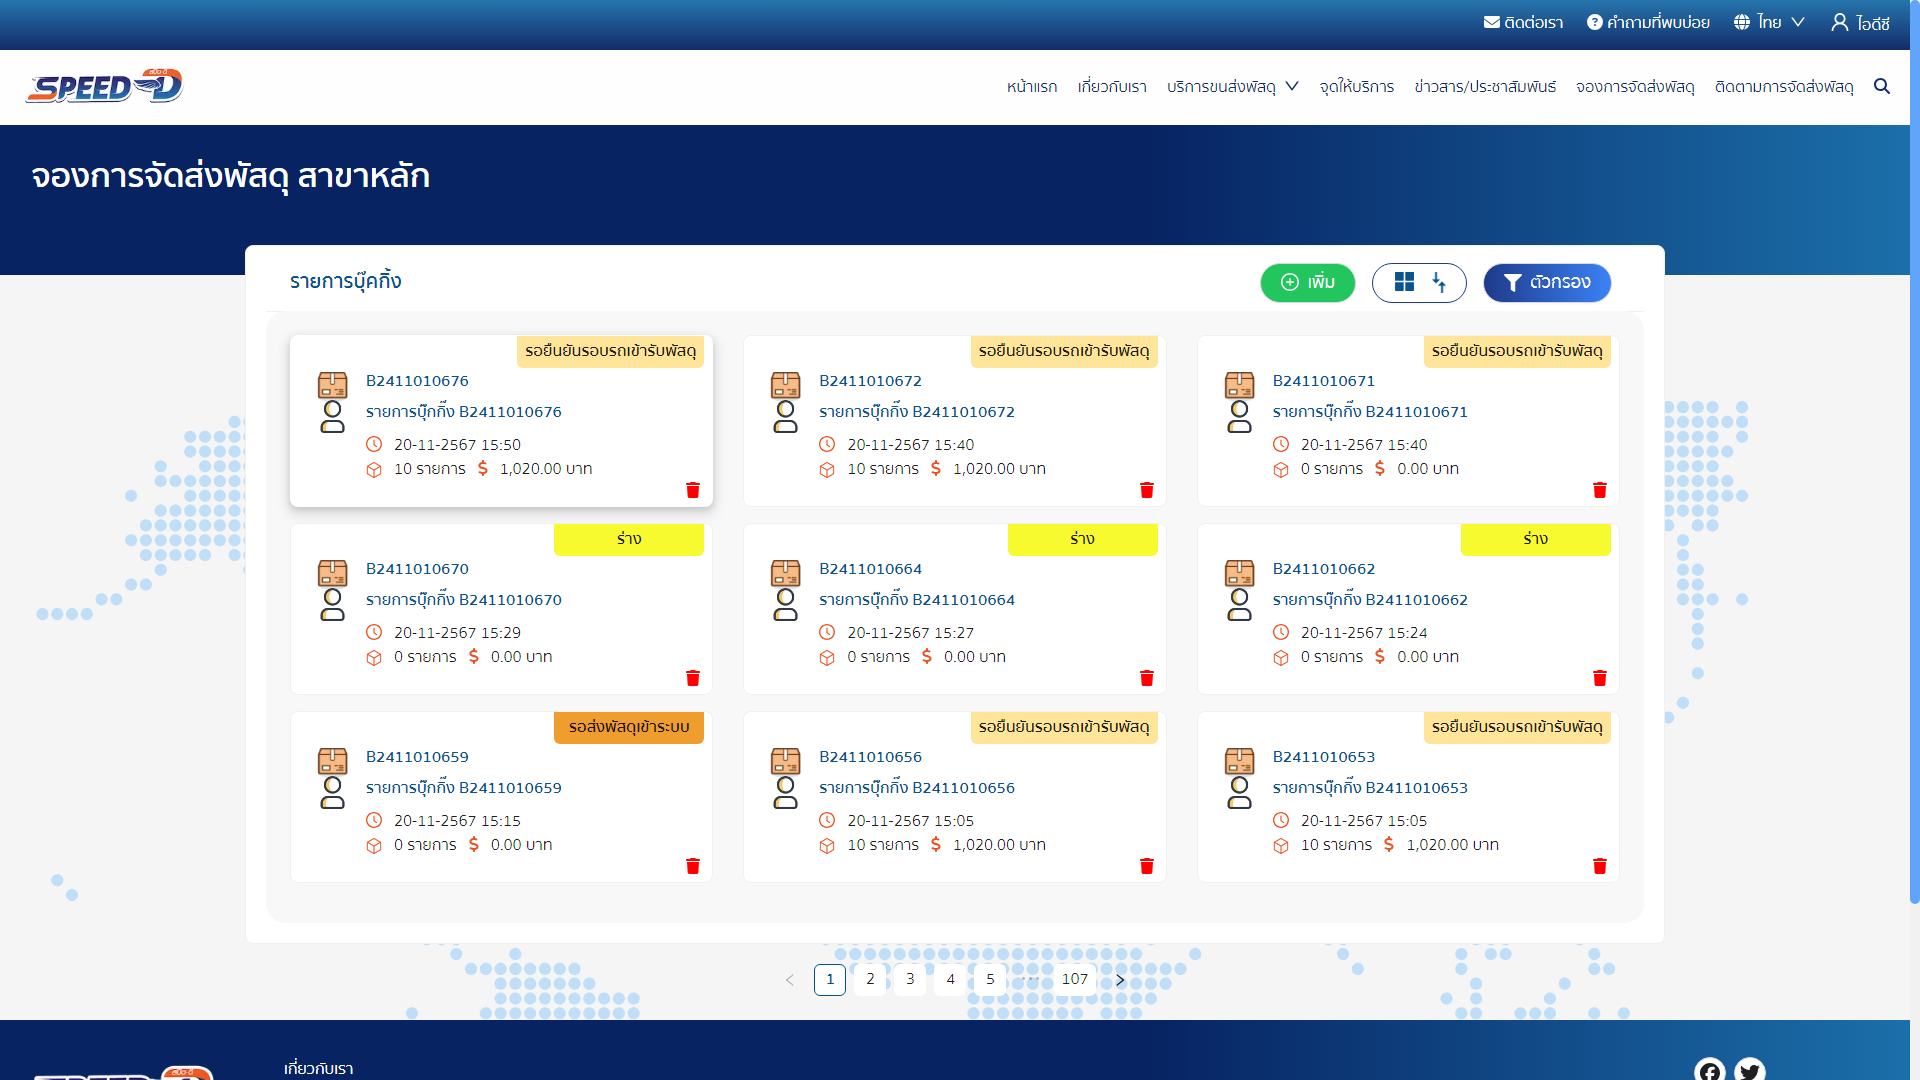 ติดต่อเรา คำถามที่พบบ่อย ไทย ไอดีซี
SPEED-D สปีด-ดี
หน้าแรก เกี่ยวกับเรา บริการขนส่งพัสดุ จุดให้บริการ ข่าวสาร/ประชาสัมพันธ์ จองการจัดส่งพัสดุ ติดตามการจัดส่งพัสดุ
จองการจัดส่งพัสดุ สาขาหลัก
รายการบุ๊คกิ้ง เพิ่ม ตัวกรอง
รอยืนยันรอบรถเข้ารับพัสดุ
B2411010676
รายการบุ๊กกิ๊ง B2411010676
20-11-2567 15:50
10 รายการ $ 1,020.00 บาท
รอยืนยันรอบรถเข้ารับพัสดุ
B2411010672
รายการบุ๊กกิ๊ง B2411010672
20-11-2567 15:40
10 รายการ $ 1,020.00 บาท
รอยืนยันรอบรถเข้ารับพัสดุ
B2411010671
รายการบุ๊กกิ๊ง B2411010671
20-11-2567 15:40
0 รายการ $ 0.00 บาท
ร่าง
B2411010670
รายการบุ๊กกิ๊ง B2411010670
20-11-2567 15:29
0 รายการ $ 0.00 บาท
ร่าง
B2411010664
รายการบุ๊กกิ๊ง B2411010664
20-11-2567 15:27
0 รายการ $ 0.00 บาท
ร่าง
B2411010662
รายการบุ๊กกิ๊ง B2411010662
20-11-2567 15:24
0 รายการ $ 0.00 บาท
รอส่งพัสดุเข้าระบบ
B2411010659
รายการบุ๊กกิ๊ง B2411010659
20-11-2567 15:15
0 รายการ $ 0.00 บาท
รอยืนยันรอบรถเข้ารับพัสดุ
B2411010656
รายการบุ๊กกิ๊ง B2411010656
20-11-2567 15:05
10 รายการ $ 1,020.00 บาท
รอยืนยันรอบรถเข้ารับพัสดุ
B2411010653
รายการบุ๊กกิ๊ง B2411010653
20-11-2567 15:05
10 รายการ $ 1,020.00 บาท
< 1 2 3 4 5 ••• 107 >
เกี่ยวกับเรา